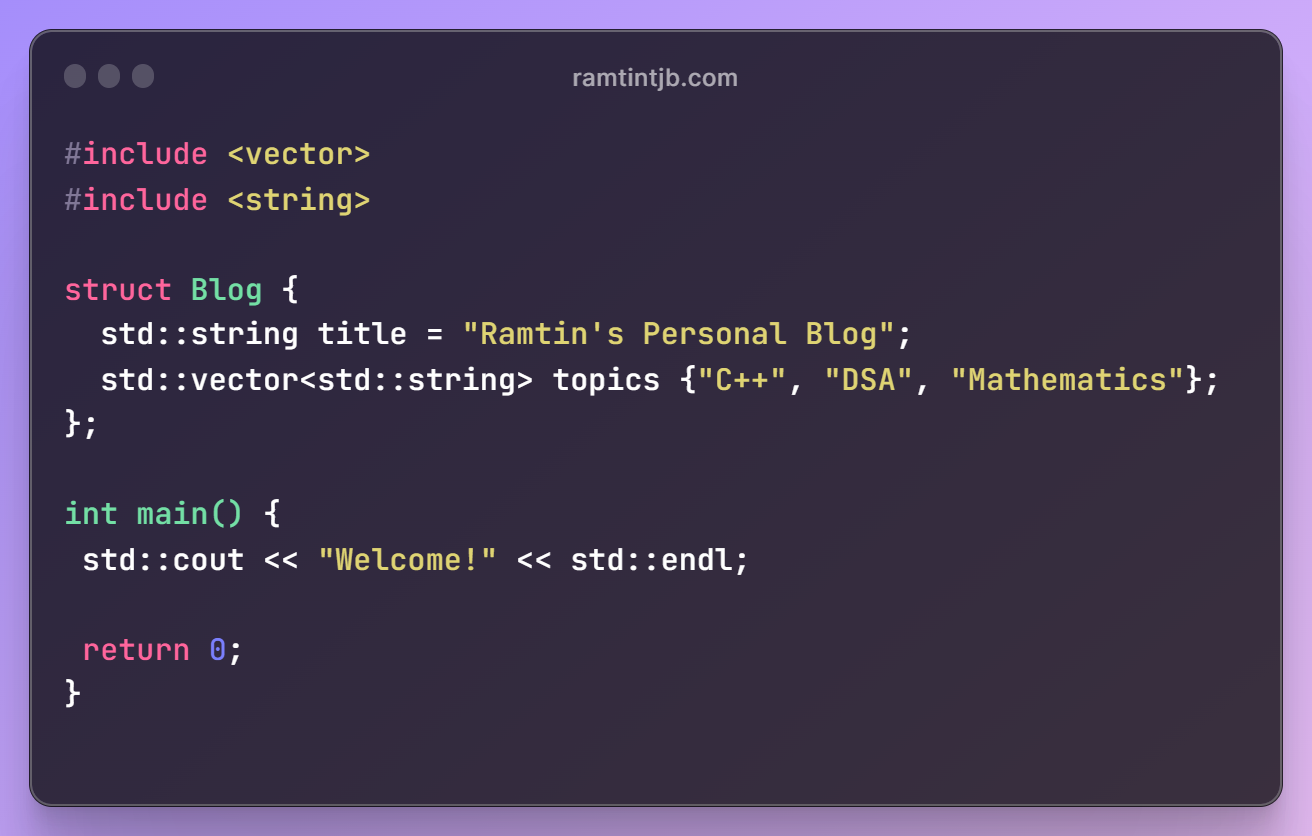 ramtintjb.com
#include <vector>
#include <string>
struct Blog {
  std::string title = "Ramtin's Personal Blog";
  std::vector<std::string> topics {"C++", "DSA", "Mathematics"};
};
int main() {
 std::cout << "Welcome!" << std::endl;
 return 0;
}